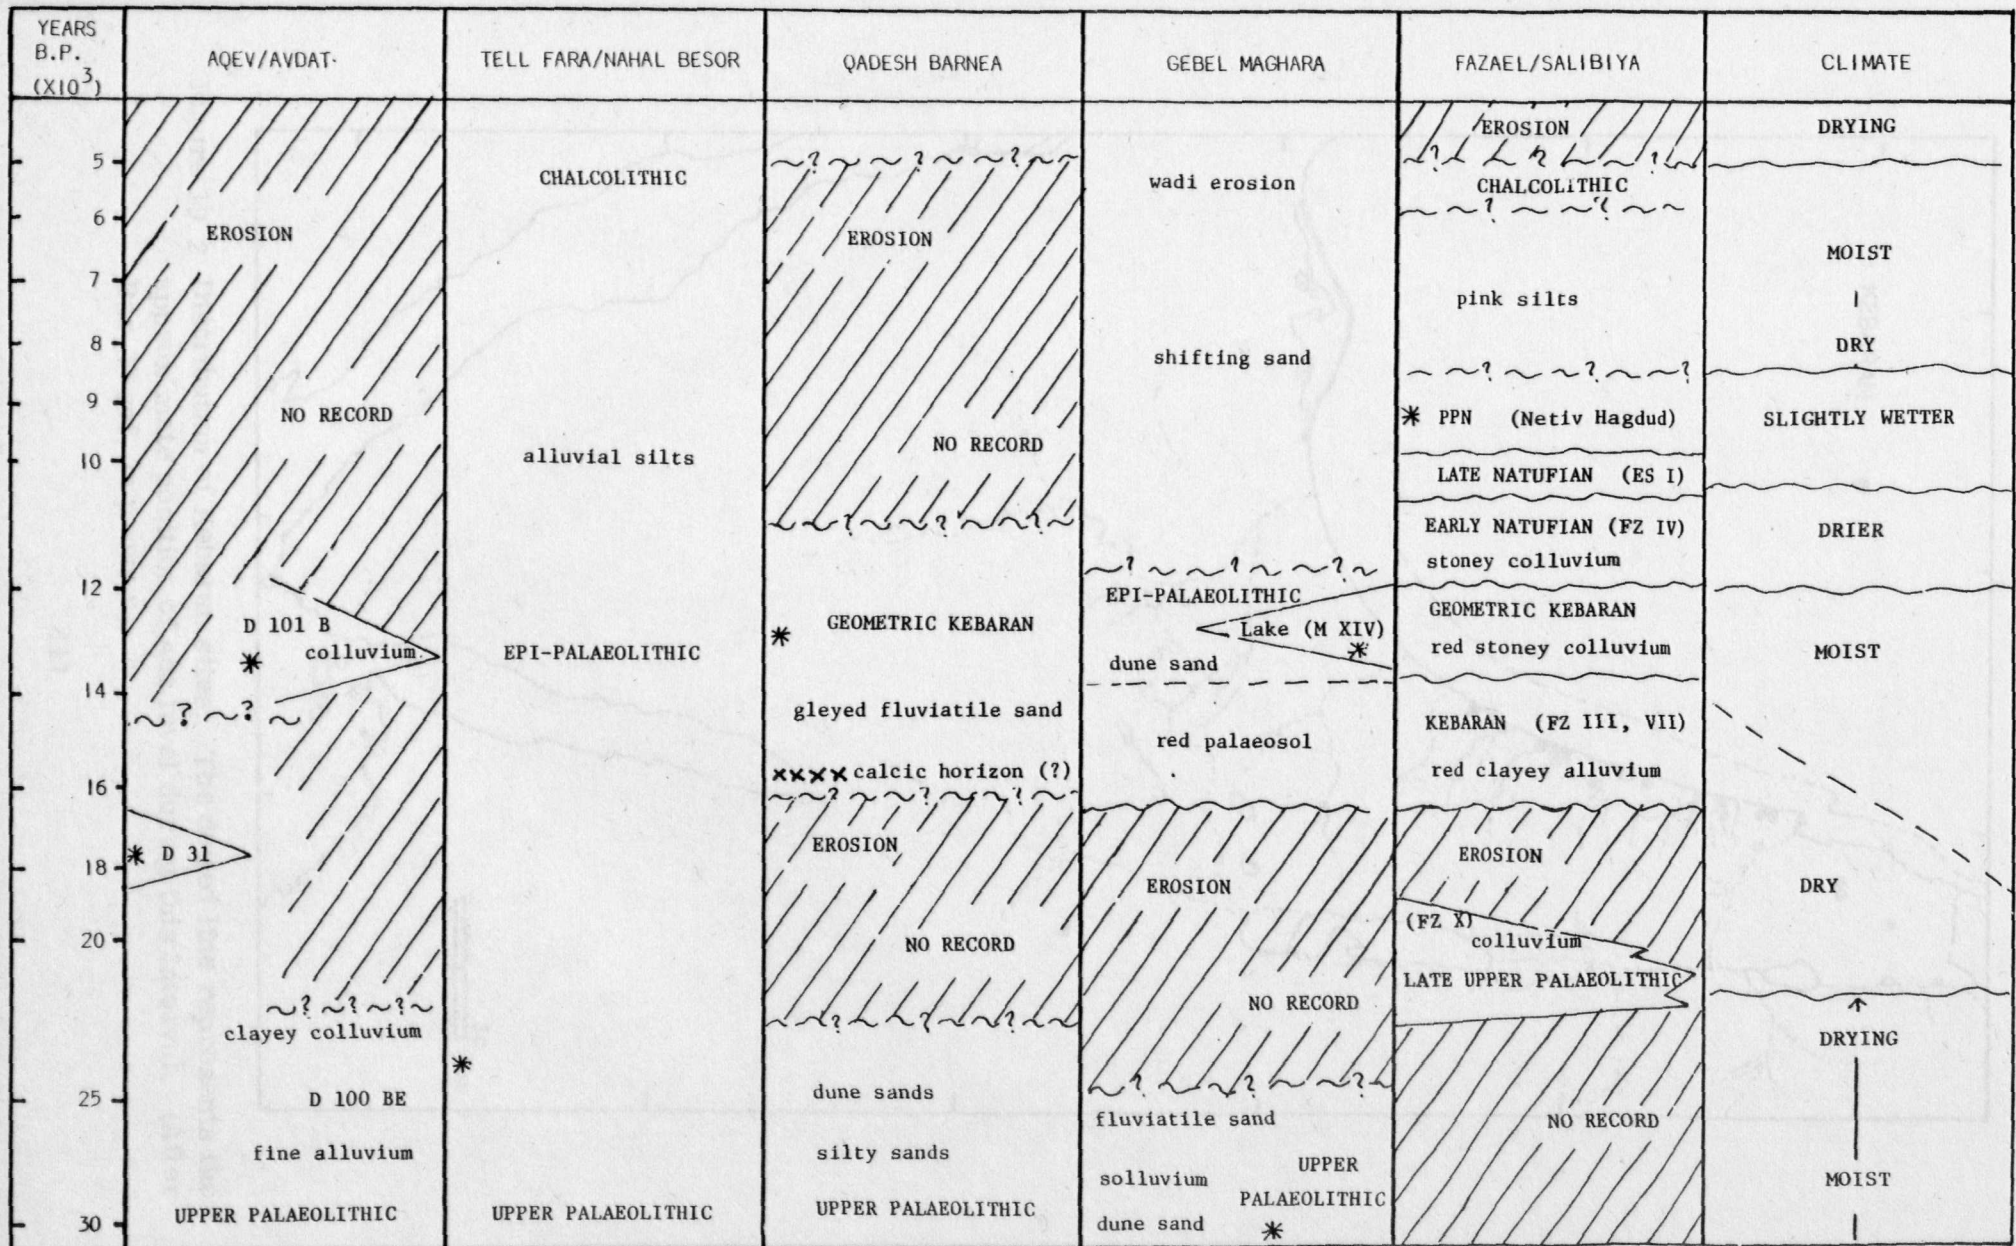 YEARS
B.P.
(X10³)
AQEV/AVDAT
TELL FARA/NAHAL BESOR
QADESH BARNEA
GEBEL MAGHARA
FAZAEL/SALIBIYA
CLIMATE
5
6
7
8
9
10
12
14
16
18
20
25
30
EROSION
NO RECORD
D 101 B
colluvium
*
~ ? ~ ? ~
* D 31
~ ? ~ ? ~ ? ~
clayey colluvium
D 100 BE
fine alluvium
UPPER PALAEOLITHIC
CHALCOLITHIC
alluvial silts
EPI-PALAEOLITHIC
*
UPPER PALAEOLITHIC
~ ? ~ ~ ? ~ ~ ? ~
EROSION
NO RECORD
~ ~ ? ~ ~ ? ~ ~ ? ~
* GEOMETRIC KEBARAN
gleyed fluviatile sand
xxxx calcic horizon (?)
~ ~ ? ~ ~ ? ~ ~ ? ~
EROSION
NO RECORD
~ ~ ? ~ ~ ? ~ ~ ? ~
dune sands
silty sands
UPPER PALAEOLITHIC
wadi erosion
shifting sand
~ ? ~ ~ ? ~ ? ~ ~ ? ~
EPI-PALAEOLITHIC
Lake (M XIV)
*
dune sand
red palaeosol
EROSION
NO RECORD
~ ? ~ ~ ? ~ ~ ? ~
fluviatile sand
solluvium
UPPER
PALAEOLITHIC
dune sand *
EROSION
~ ? ~ ~ ? ~ ~ ? ~
CHALCOLITHIC
~ ~ ? ~ ~ ? ~ ~
pink silts
~ ~ ? ~ ~ ? ~ ~ ?
* PPN (Netiv Hagdud)
LATE NATUFIAN (ES I)
EARLY NATUFIAN (FZ IV)
stoney colluvium
GEOMETRIC KEBARAN
red stoney colluvium
KEBARAN (FZ III, VII)
red clayey alluvium
EROSION
(FZ X)
colluvium
LATE UPPER PALAEOLITHIC
NO RECORD
DRYING
MOIST
DRY
SLIGHTLY WETTER
DRIER
MOIST
DRY
DRYING
MOIST